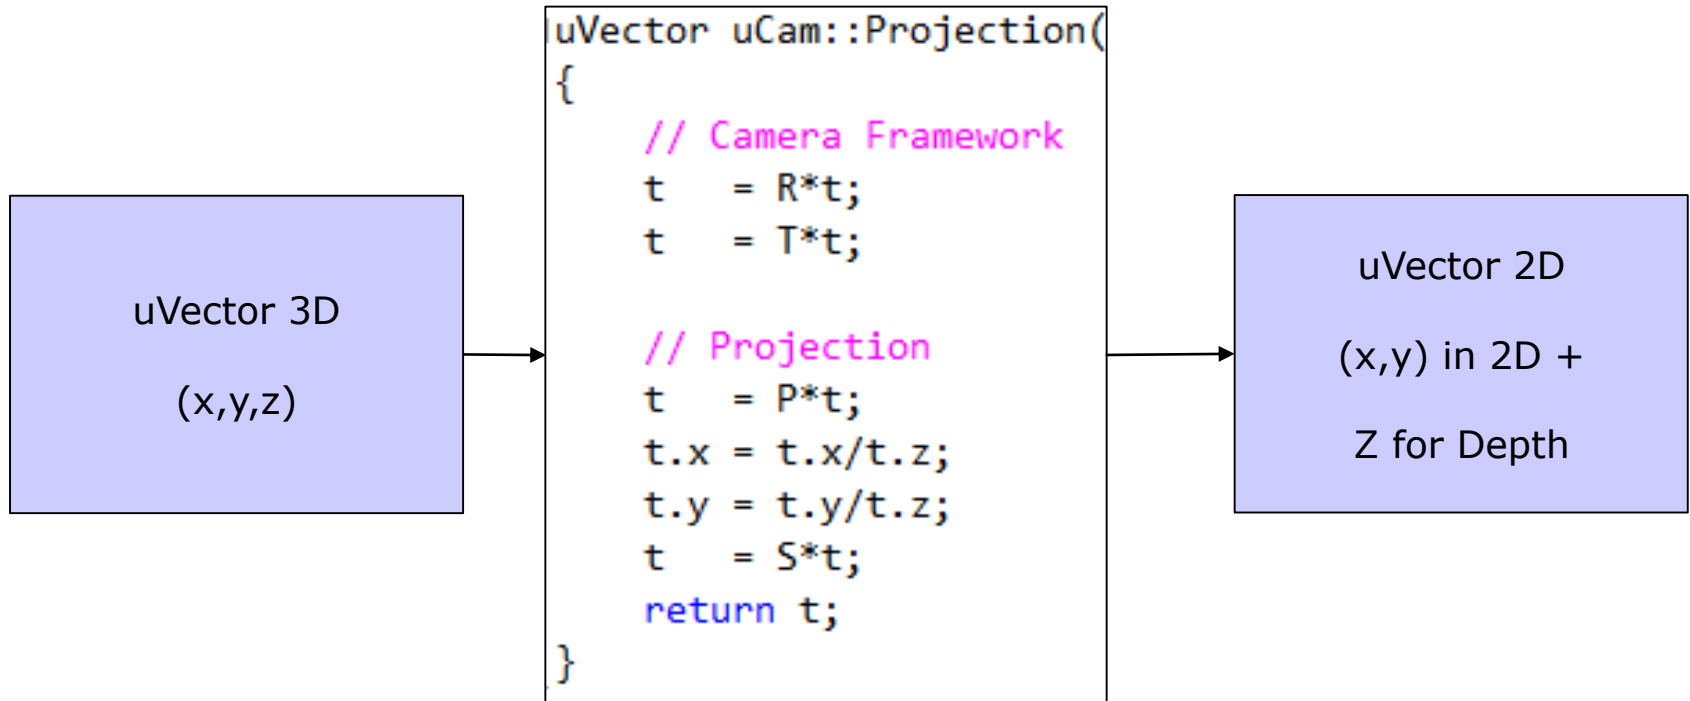 uVector 3D
(x,y,z)
uVector uCam::Projection(
{
// Camera Framework
t = R*t;
t = T*t;
// Projection
t = P*t;
t.x = t.x/t.z;
t.y = t.y/t.z;
t = S*t;
return t;
}
uVector 2D
(x,y) in 2D +
Z for Depth